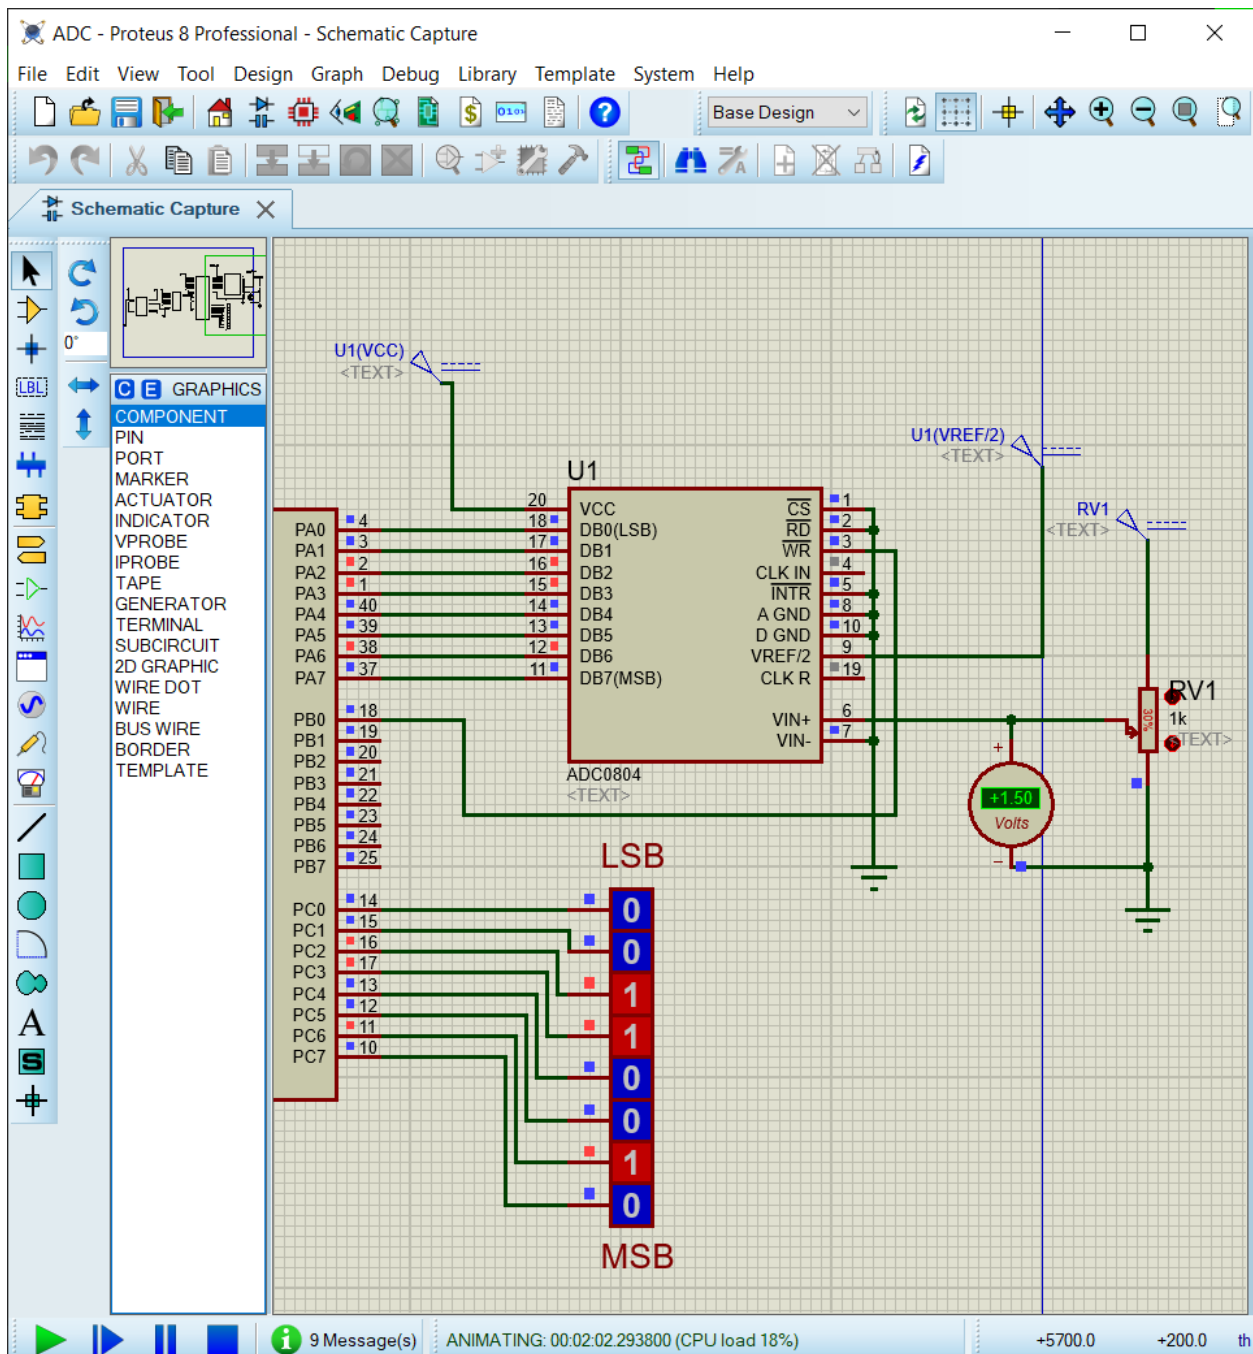 ADC - Proteus 8 Professional - Schematic Capture
File Edit View Tool Design Graph Debug Library Template System Help
$ 0101 ? Base Design
A
Schematic Capture
0°
LBL
C E GRAPHICS
COMPONENT
PIN
PORT
MARKER
ACTUATOR
INDICATOR
VPROBE
IPROBE
TAPE
GENERATOR
TERMINAL
SUBCIRCUIT
2D GRAPHIC
WIRE DOT
WIRE
BUS WIRE
BORDER
TEMPLATE
A
S
U1(VCC)
<TEXT>
U1(VREF/2)
<TEXT>
RV1
<TEXT>
U1
20 VCC CS 1
PA0 4 18 DB0(LSB) RD 2
PA1 3 17 DB1 WR 3
PA2 2 16 DB2 CLK IN 4
PA3 1 15 DB3 INTR 5
PA4 40 14 DB4 A GND 8
PA5 39 13 DB5 D GND 10
PA6 38 12 DB6 VREF/2 9
PA7 37 11 DB7(MSB) CLK R 19
RV1
30%
1k
<TEXT>
PB0 18 VIN+ 6
PB1 19 VIN- 7
PB2 20
PB3 21
PB4 22
PB5 23
PB6 24
PB7 25
ADC0804
<TEXT>
+
+1.50
Volts
−
LSB
PC0 14 0
PC1 15 0
PC2 16 1
PC3 17 1
PC4 13 0
PC5 12 0
PC6 11 1
PC7 10 0
MSB
i 9 Message(s) ANIMATING: 00:02:02.293800 (CPU load 18%) +5700.0 +200.0 th